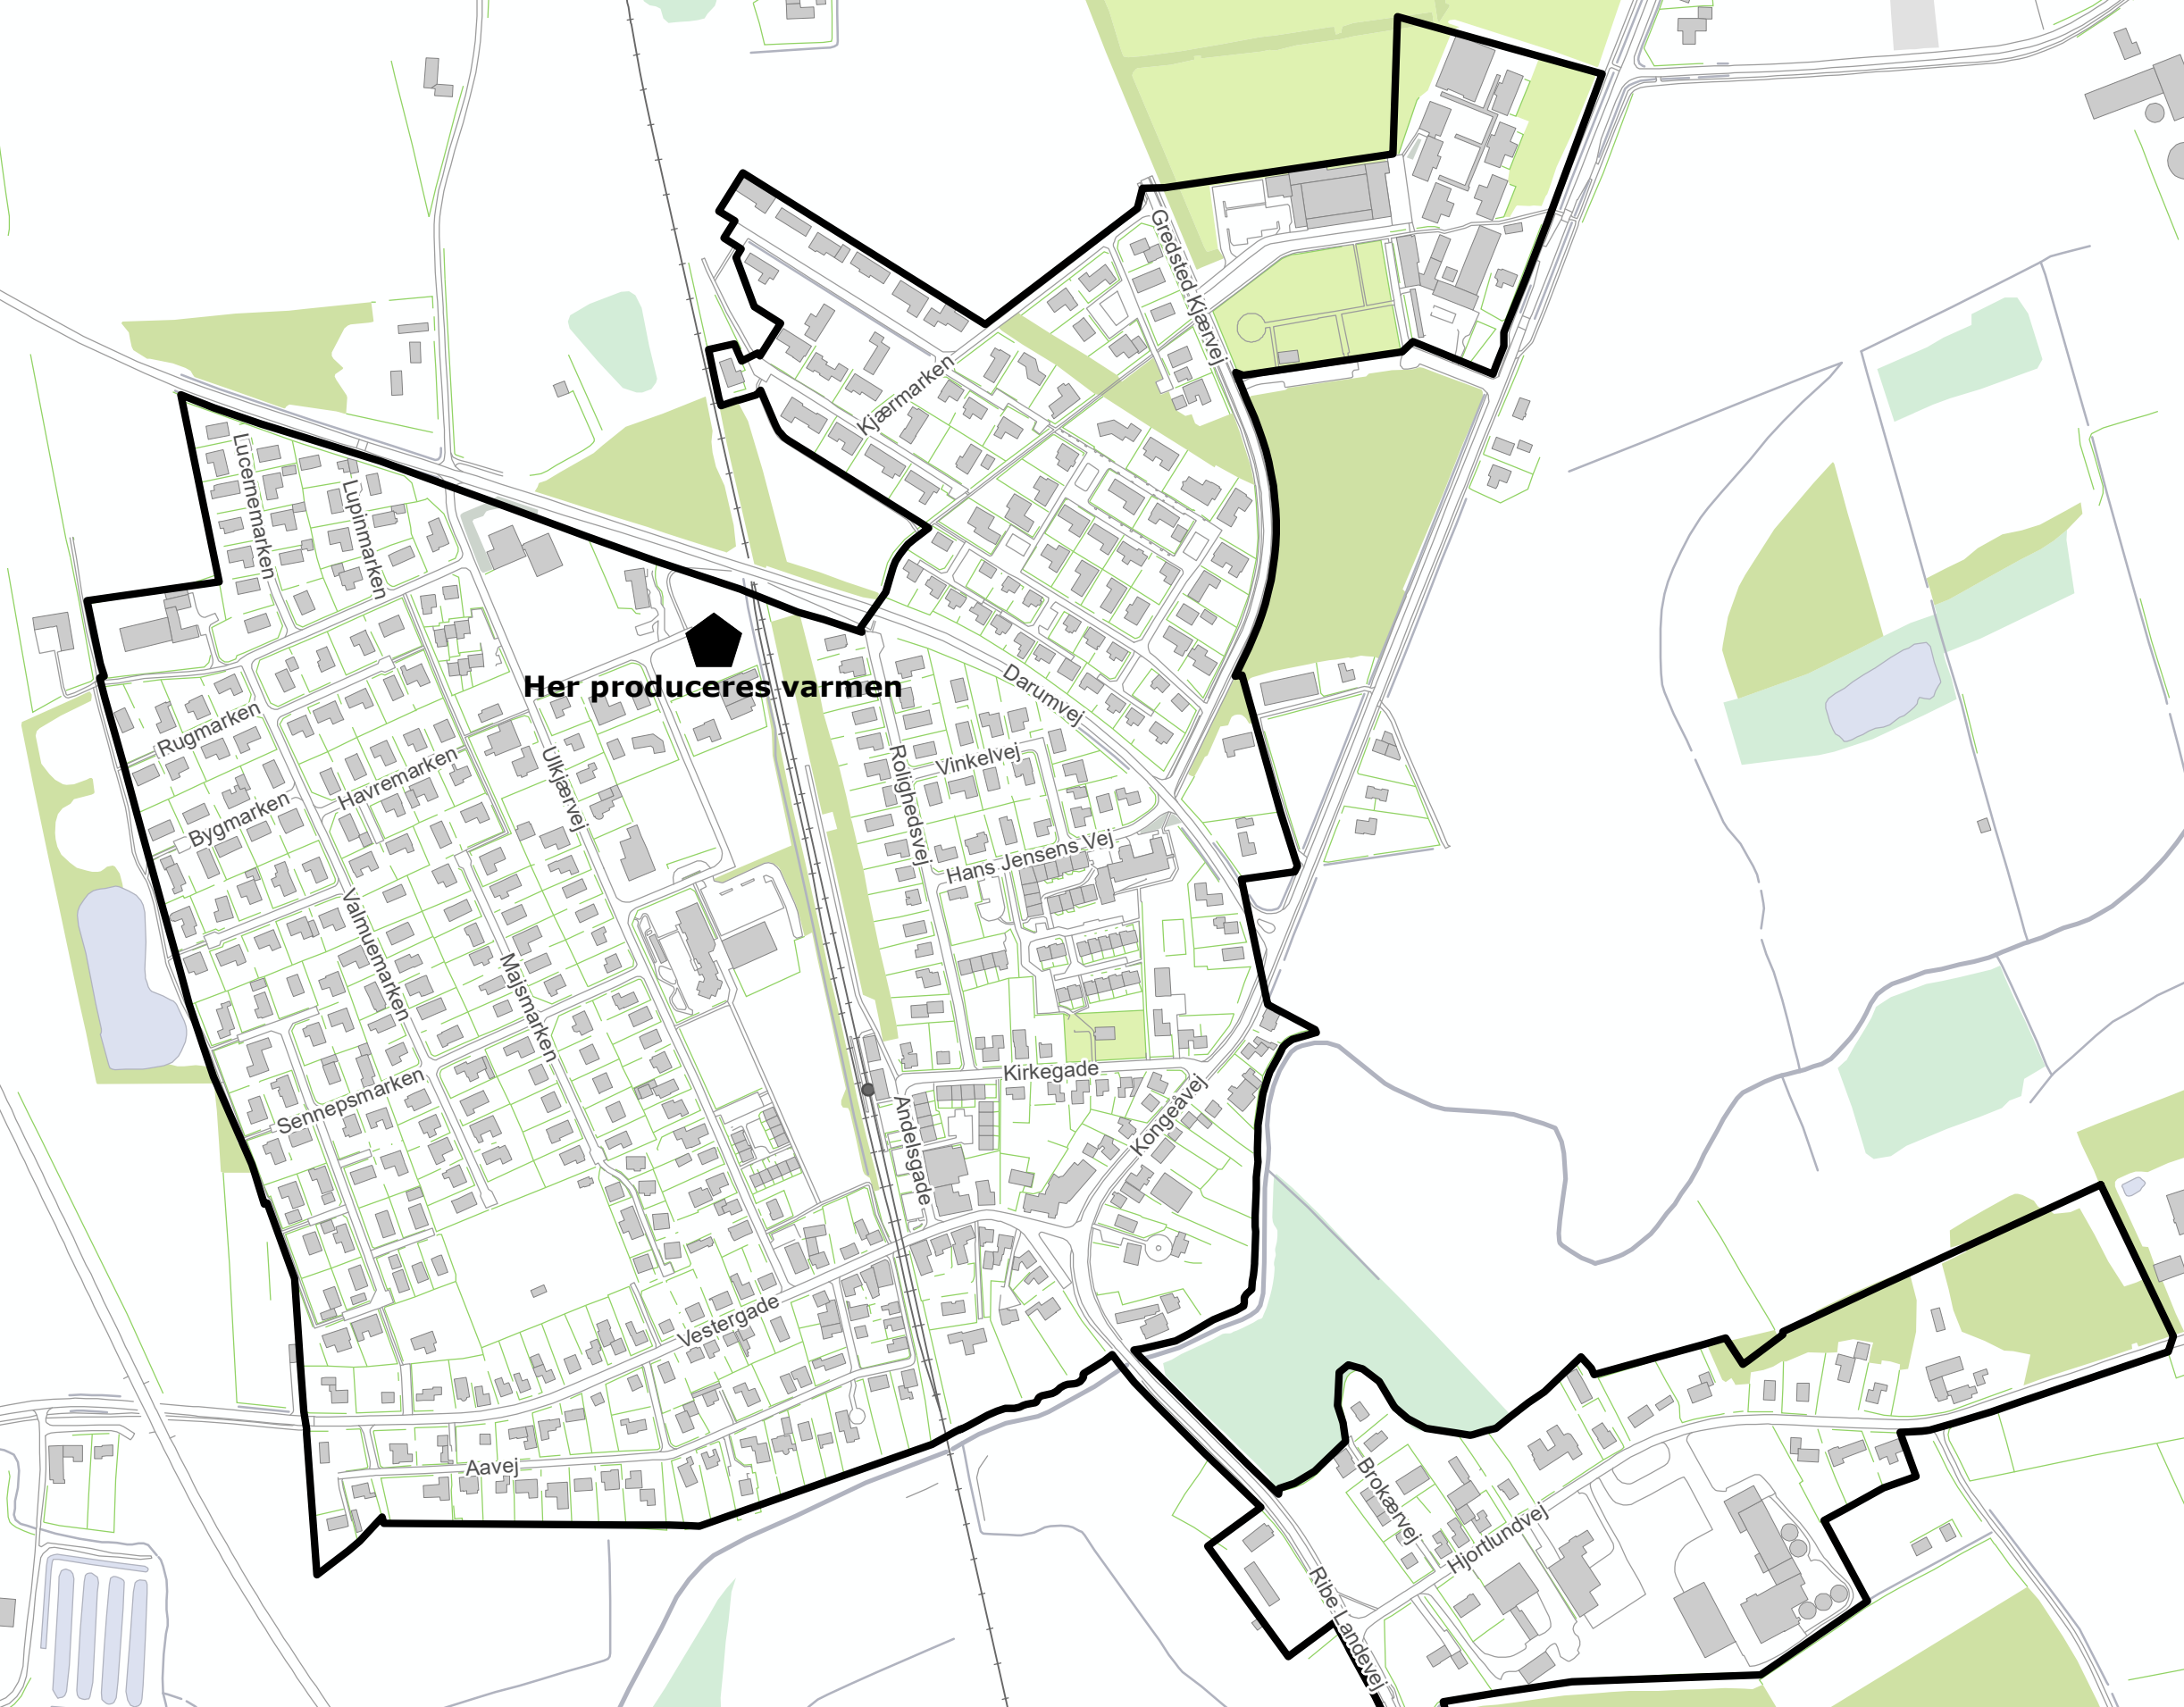 Gredsted Kjærvej
Kjærmarken
Lucernemarken
Lupinmarken
Her produceres varmen
Darumvej
Rugmarken
Havremarken
Ulkjærvej
Rolighedsvej
Vinkelvej
Bygmarken
Hans Jensens Vej
Valmuemarken
Majsmarken
Kirkegade
Sennepsmarken
Andelsgade
Kongeåvej
Vestergade
Aavej
Brokærvej
Hjortlundvej
Ribe Landevej